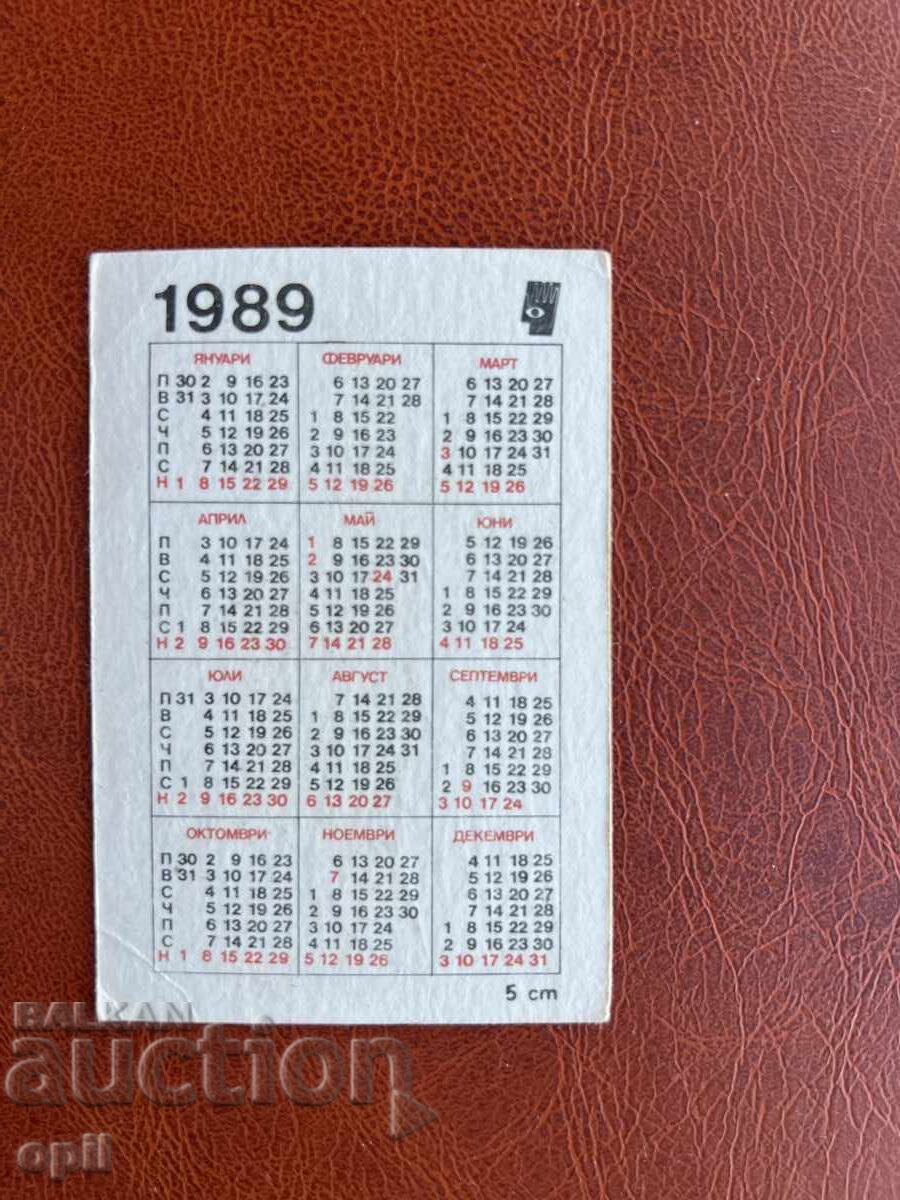 1989
ЯНУАРИ ФЕВРУАРИ МАРТ
П 30 2 9 16 23 6 13 20 27 6 13 20 27
В 31 3 10 17 24 7 14 21 28 7 14 21 28
С 4 11 18 25 1 8 15 22 1 8 15 22 29
Ч 5 12 19 26 2 9 16 23 2 9 16 23 30
П 6 13 20 27 3 10 17 24 3 10 17 24 31
С 7 14 21 28 4 11 18 25 4 11 18 25
Н 1 8 15 22 29 5 12 19 26 5 12 19 26
АПРИЛ МАЙ ЮНИ
П 3 10 17 24 1 8 15 22 29 5 12 19 26
В 4 11 18 25 2 9 16 23 30 6 13 20 27
С 5 12 19 26 3 10 17 24 31 7 14 21 28
Ч 6 13 20 27 4 11 18 25 1 8 15 22 29
П 7 14 21 28 5 12 19 26 2 9 16 23 30
С 1 8 15 22 29 6 13 20 27 3 10 17 24
Н 2 9 16 23 30 7 14 21 28 4 11 18 25
ЮЛИ АВГУСТ СЕПТЕМВРИ
П 31 3 10 17 24 7 14 21 28 4 11 18 25
В 4 11 18 25 1 8 15 22 29 5 12 19 26
С 5 12 19 26 2 9 16 23 30 6 13 20 27
Ч 6 13 20 27 3 10 17 24 31 7 14 21 28
П 7 14 21 28 4 11 18 25 1 8 15 22 29
С 1 8 15 22 29 5 12 19 26 2 9 16 23 30
Н 2 9 16 23 30 6 13 20 27 3 10 17 24
ОКТОМВРИ НОЕМВРИ ДЕКЕМВРИ
П 30 2 9 16 23 6 13 20 27 4 11 18 25
В 31 3 10 17 24 7 14 21 28 5 12 19 26
С 4 11 18 25 1 8 15 22 29 6 13 20 27
Ч 5 12 19 26 2 9 16 23 30 7 14 21 28
П 6 13 20 27 3 10 17 24 1 8 15 22 29
С 7 14 21 28 4 11 18 25 2 9 16 23 30
Н 1 8 15 22 29 5 12 19 26 3 10 17 24 31
5 cm
BALKAN
auction
opil